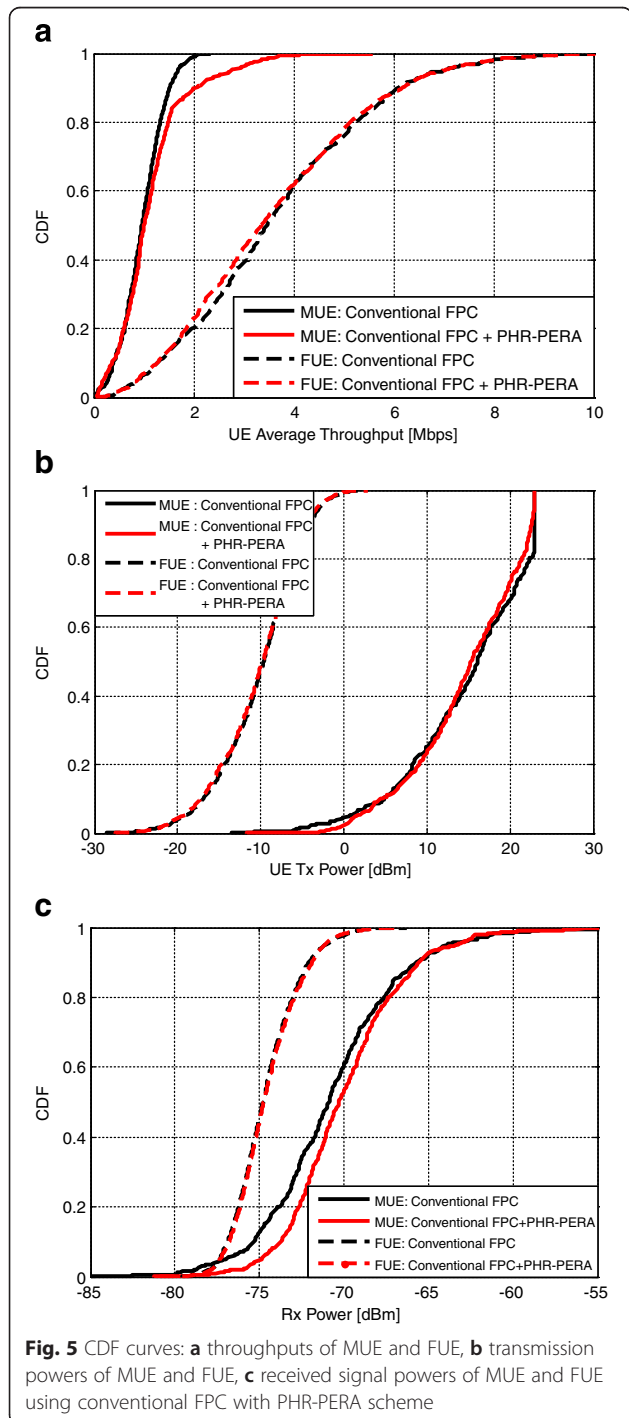 a
1
0.8
0.6
0.4
0.2
0
CDF
MUE: Conventional FPC
MUE: Conventional FPC + PHR-PERA
FUE: Conventional FPC
FUE: Conventional FPC + PHR-PERA
0 2 4 6 8 10
UE Average Throughput [Mbps]
b
1
0.8
0.6
0.4
0.2
0
CDF
MUE : Conventional FPC
MUE : Conventional FPC
+ PHR-PERA
FUE : Conventional FPC
FUE : Conventional FPC
+ PHR-PERA
-30 -20 -10 0 10 20 30
UE Tx Power [dBm]
c
1
0.8
0.6
0.4
0.2
0
CDF
MUE: Conventional FPC
MUE: Conventional FPC+PHR-PERA
FUE: Conventional FPC
FUE: Conventional FPC+PHR-PERA
-85 -80 -75 -70 -65 -60 -55
Rx Power [dBm]
Fig. 5 CDF curves: a throughputs of MUE and FUE, b transmission
powers of MUE and FUE, c received signal powers of MUE and FUE
using conventional FPC with PHR-PERA scheme